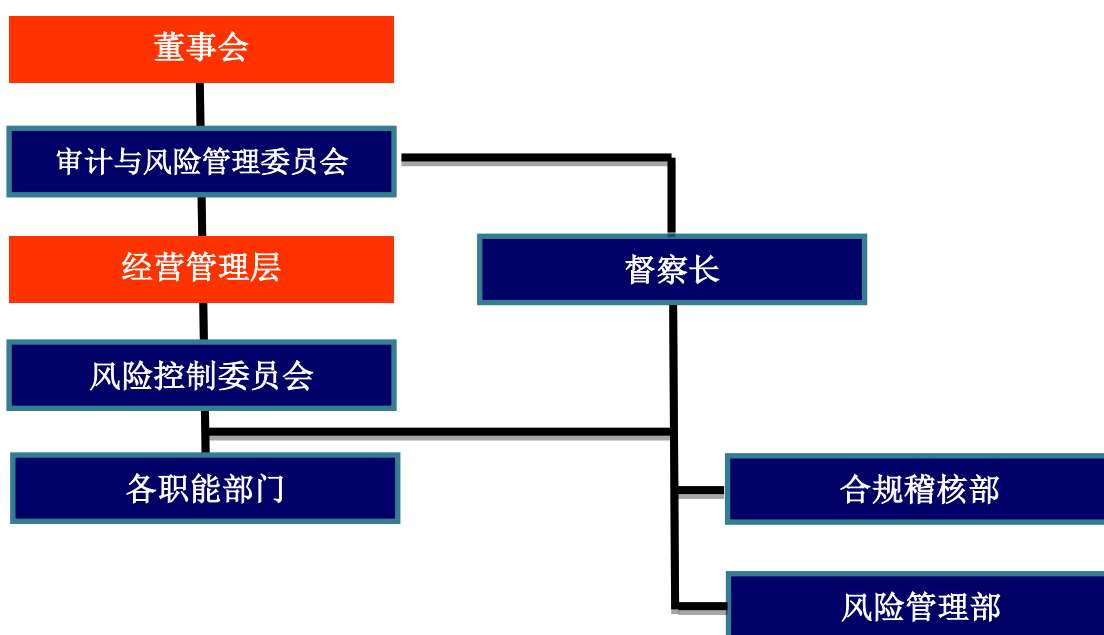 董事会
审计与风险管理委员会
经营管理层
督察长
风险控制委员会
各职能部门
合规稽核部
风险管理部